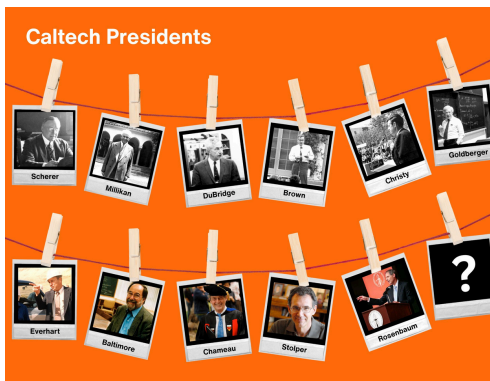 Caltech Presidents
Scherer
Millikan
DuBridge
Brown
Christy
Goldberger
Everhart
Baltimore
Chameau
Stolper
Rosenbaum
?